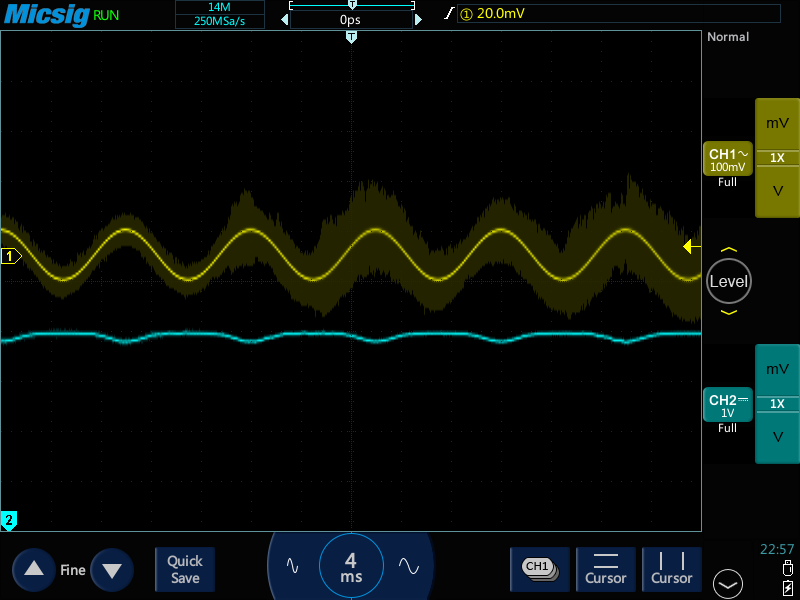 Micsig RUN
14M
250MSa/s
T
0ps
① 20.0mV
T
Normal
mV
CH1
100mV
1X
Full
V
1
Level
mV
CH2
1V
1X
Full
V
2
22:57
Fine
Quick
Save
4
ms
CH1
Cursor
Cursor